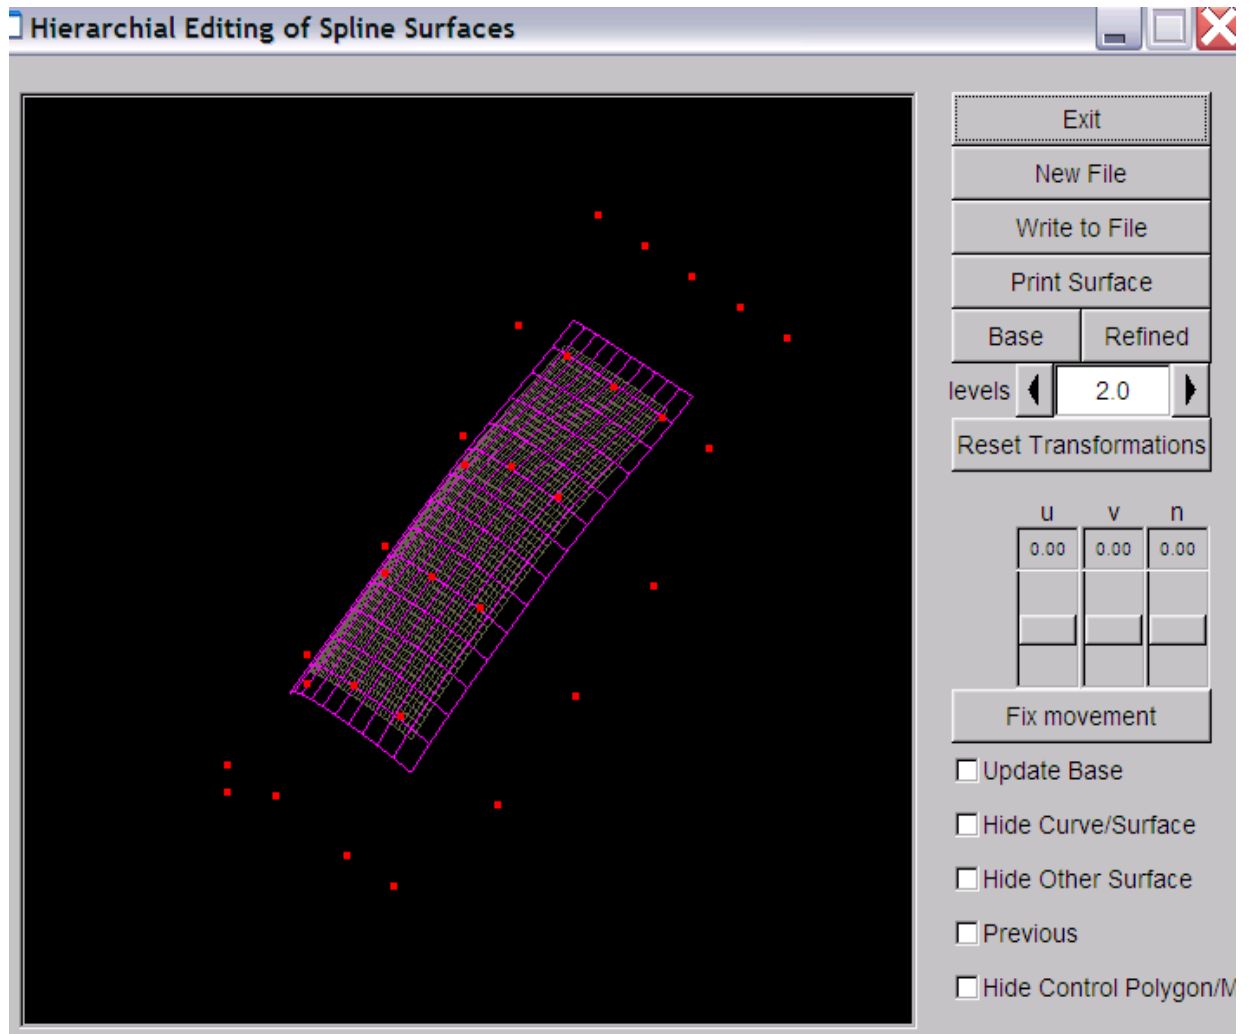 Hierarchial Editing of Spline Surfaces
Exit
New File
Write to File
Print Surface
Base Refined
levels 2.0
Reset Transformations
u v n
0.00 0.00 0.00
Fix movement
Update Base
Hide Curve/Surface
Hide Other Surface
Previous
Hide Control Polygon/M